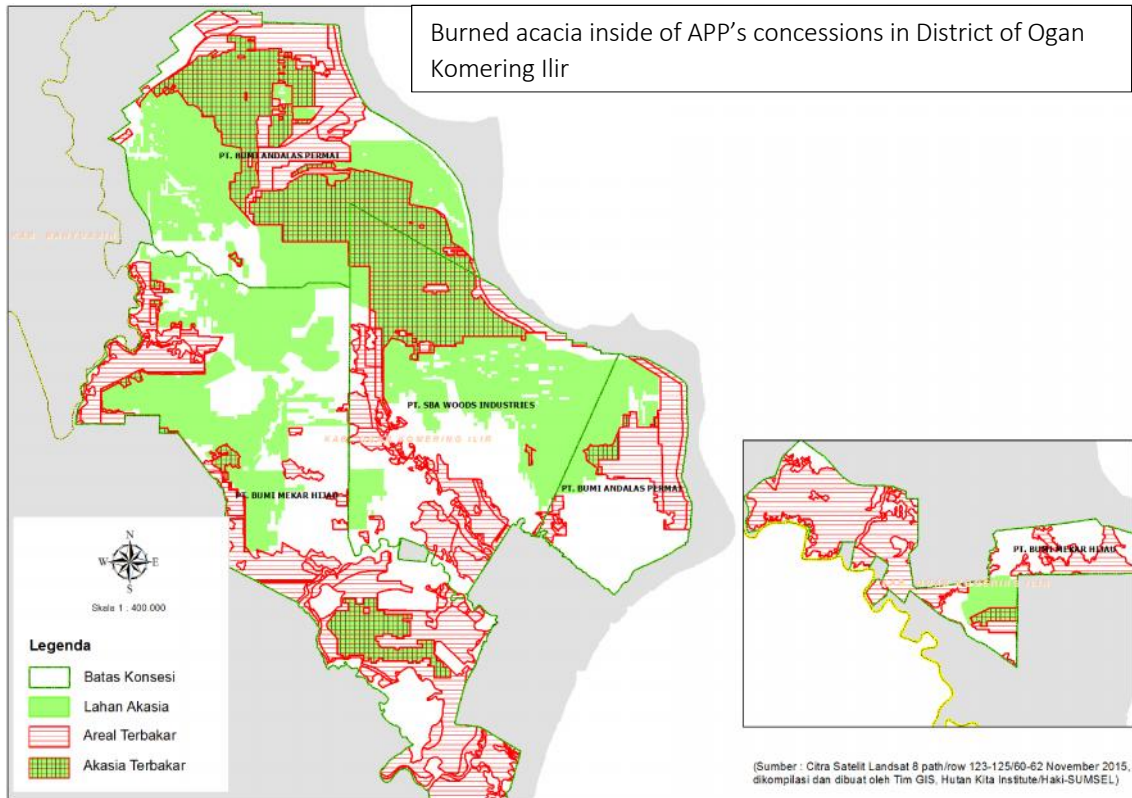 Burned acacia inside of APP’s concessions in District of Ogan
Komering Ilir
PT. BUMI ANDALAS PERMAI
PT. SBA WOODS INDUSTRIES
KOMERING ILIR
PT. BUMI ANDALAS PERMAI
PT. BUMI MEKAR HIJAU
PT. BUMI MEKAR HIJAU
N
W
E
S
Skala 1 : 400.000
Legenda
Batas Konsesi
Lahan Akasia
Areal Terbakar
Akasia Terbakar
(Sumber : Citra Satelit Landsat 8 path/row 123-125/60-62 November 2015,
dikompilasi dan dibuat oleh Tim GIS, Hutan Kita Institute/Haki-SUMSEL)